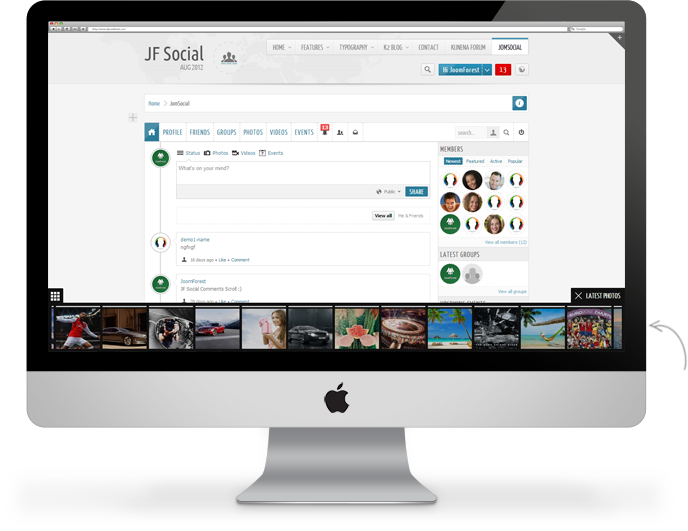 JF Social
AUG 2012
HOME FEATURES TYPOGRAPHY K2 BLOG CONTACT KUNENA FORUM JOMSOCIAL
Hi JoomForest 13
Home JomSocial
PROFILE FRIENDS GROUPS PHOTOS VIDEOS EVENTS 13
search...
Status Photos Videos Events
What's on your mind?
Public SHARE
View all Me & Friends
demo1-name
ngfngf
16 days ago • Like • Comment
JoomForest
JF Social Comments Scroll :)
MEMBERS
Newest Featured Active Popular
View all members (12)
LATEST GROUPS
View all groups
LATEST PHOTOS